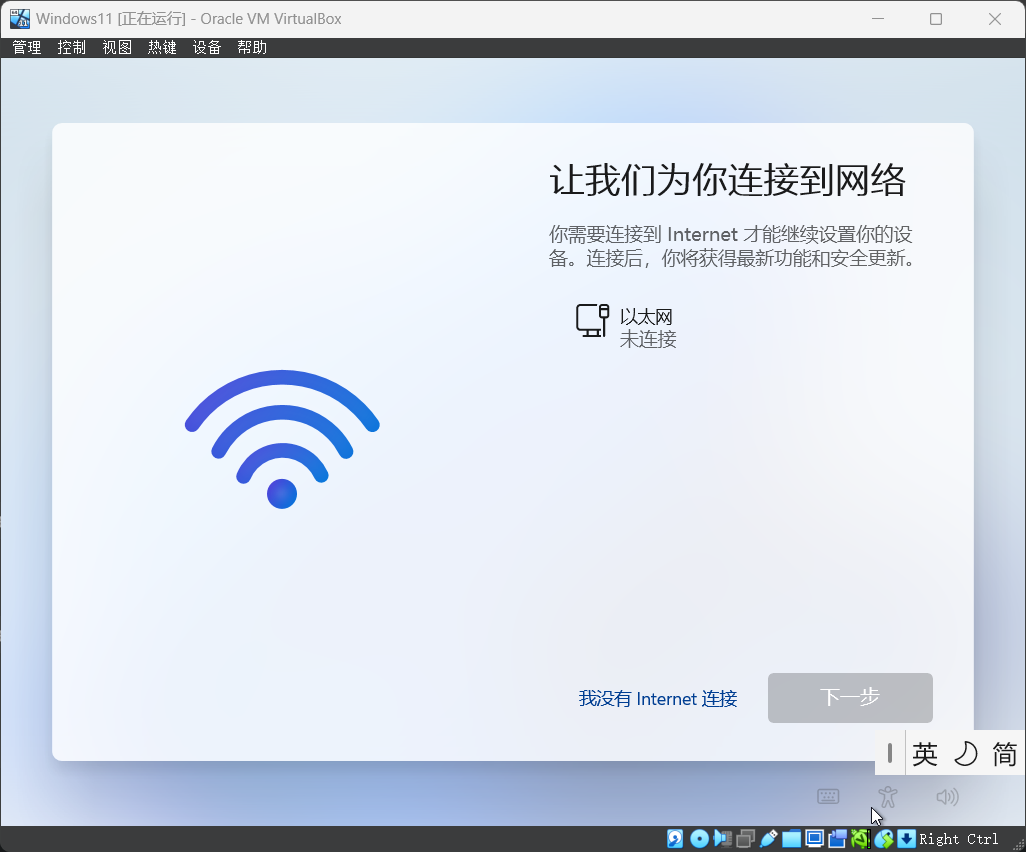 Windows11 [正在运行] - Oracle VM VirtualBox
管理 控制 视图 热键 设备 帮助
让我们为你连接到网络
你需要连接到 Internet 才能继续设置你的设
备。连接后，你将获得最新功能和安全更新。
以太网
未连接
我没有 Internet 连接
下一步
英 简
Right Ctrl